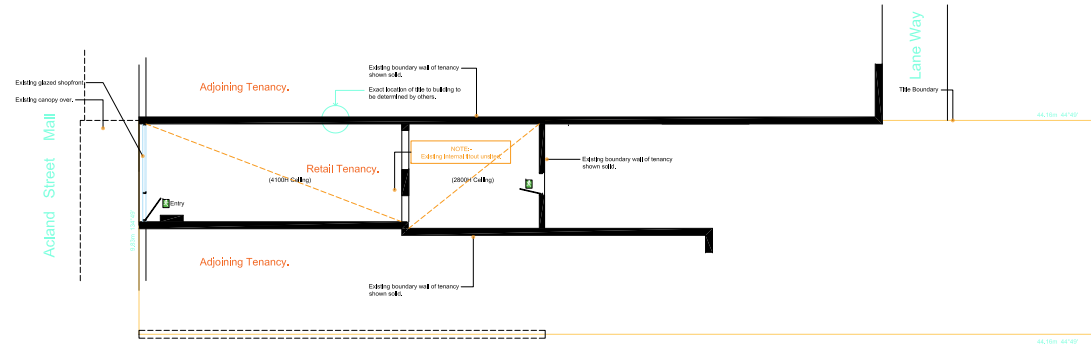 Lane Way
Existing boundary wall of tenancy
shown solid.
Existing glazed shopfront
Adjoining Tenancy.
Exact location of title to building to
be determined by others.
Title Boundary
Existing canopy over.
Acland Street Mall
NOTE:-
Existing internal fitout unsited.
Existing boundary wall of tenancy
shown solid.
Retail Tenancy.
(4100H Ceiling)
(2800H Ceiling)
Entry
Adjoining Tenancy.
Existing boundary wall of tenancy
shown solid.